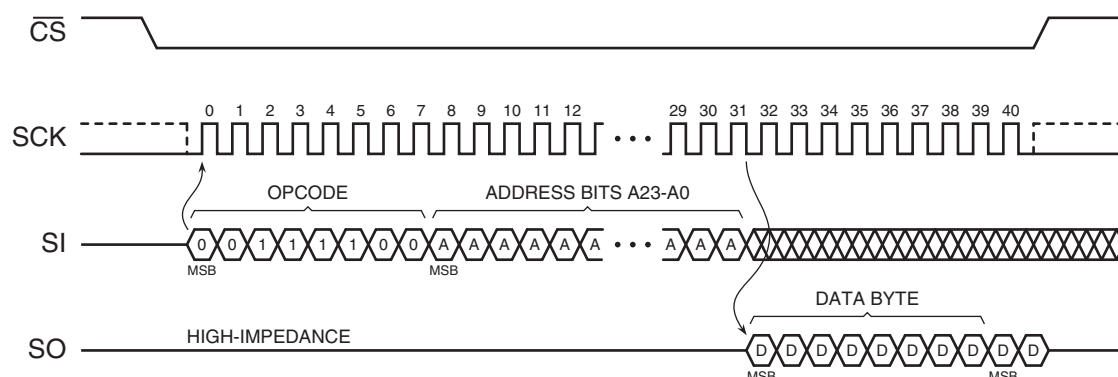 CS
0 1 2 3 4 5 6 7 8 9 10 11 12 29 30 31 32 33 34 35 36 37 38 39 40
SCK
OPCODE ADDRESS BITS A23-A0
SI 0 0 1 1 1 1 0 0 A A A A A A A A A
MSB MSB
DATA BYTE
HIGH-IMPEDANCE
SO D D D D D D D D D D
MSB MSB